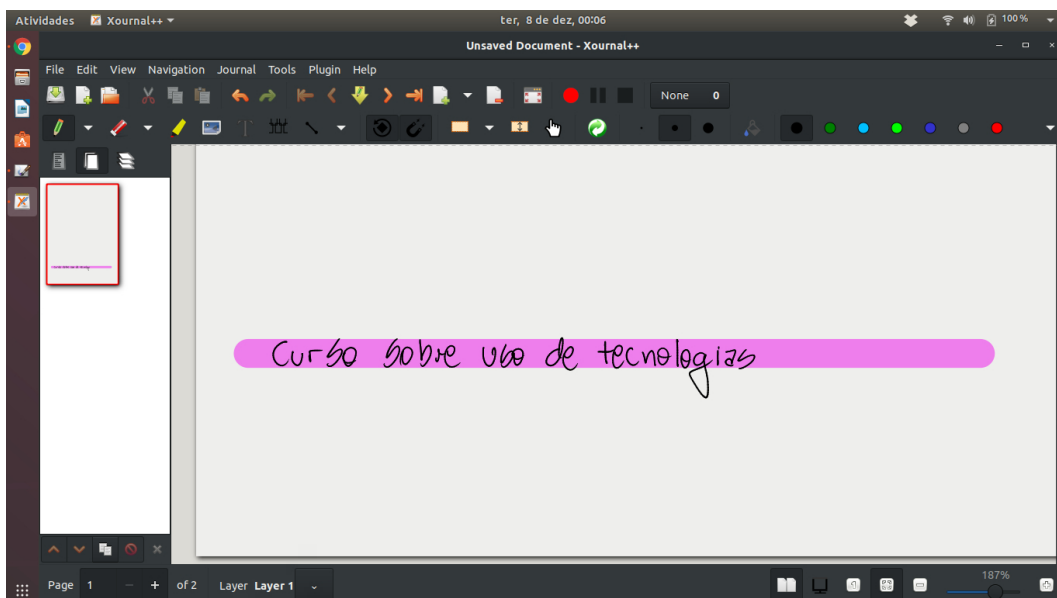 Atividades Xournal++ ter, 8 de dez, 00:06 100 %
Unsaved Document - Xournal++
File Edit View Navigation Journal Tools Plugin Help
None 0
Curso sobre uso de tecnologias
Page 1 - + of 2 Layer Layer 1 187%